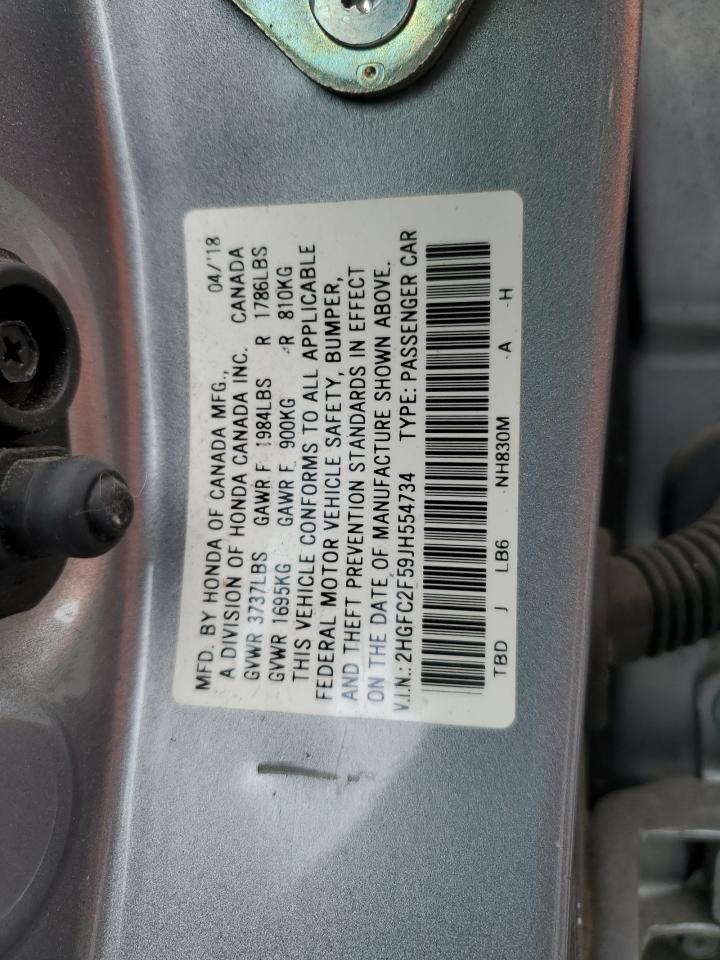 MFD. BY HONDA OF CANADA MFG., 04/'18
A DIVISION OF HONDA CANADA INC. CANADA
GVWR 3737LBS GAWR F 1984LBS R 1786LBS
GVWR 1695KG GAWR F 900KG R 810KG
THIS VEHICLE CONFORMS TO ALL APPLICABLE
FEDERAL MOTOR VEHICLE SAFETY, BUMPER,
AND THEFT PREVENTION STANDARDS IN EFFECT
ON THE DATE OF MANUFACTURE SHOWN ABOVE.
V.I.N.: 2HGFC2F59JH554734 TYPE: PASSENGER CAR
TBD J LB6 -NH830M -A -H